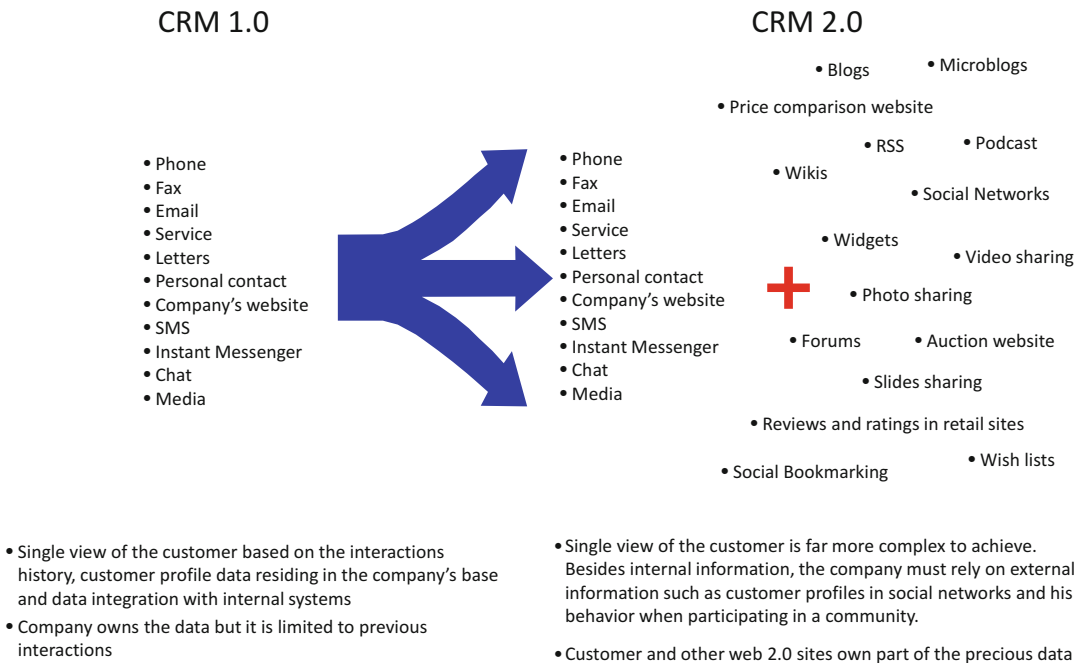 CRM 1.0
• Phone
• Fax
• Email
• Service
• Letters
• Personal contact
• Company’s website
• SMS
• Instant Messenger
• Chat
• Media
• Single view of the customer based on the interactions
history, customer profile data residing in the company’s base
and data integration with internal systems
• Company owns the data but it is limited to previous
interactions
CRM 2.0
• Phone
• Fax
• Email
• Service
• Letters
• Personal contact
• Company’s website
• SMS
• Instant Messenger
• Chat
• Media
+
• Blogs
• Microblogs
• Price comparison website
• RSS
• Podcast
• Wikis
• Social Networks
• Widgets
• Video sharing
• Photo sharing
• Forums
• Auction website
• Slides sharing
• Reviews and ratings in retail sites
• Wish lists
• Social Bookmarking
• Single view of the customer is far more complex to achieve.
Besides internal information, the company must rely on external
information such as customer profiles in social networks and his
behavior when participating in a community.
• Customer and other web 2.0 sites own part of the precious data